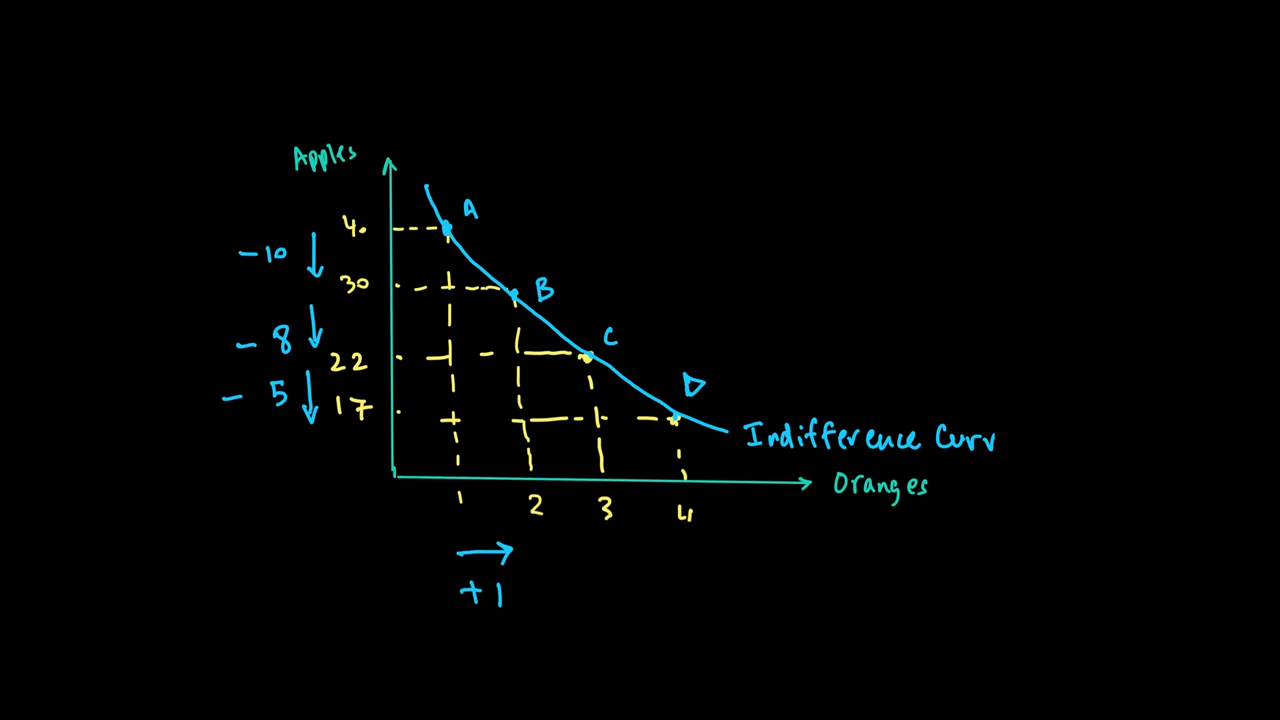 Apples
A
40
-10
30
B
-8
C
22
-5
17
D
Indifference Curv
Oranges
1 2 3 4
+1